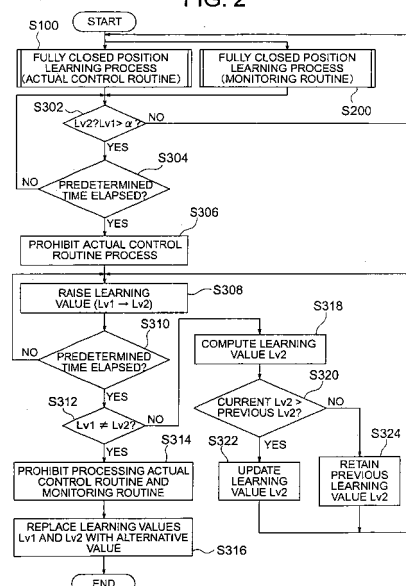 FIG. 2
START
S100
FULLY CLOSED POSITION
LEARNING PROCESS
(ACTUAL CONTROL ROUTINE)
FULLY CLOSED POSITION
LEARNING PROCESS
(MONITORING ROUTINE)
S200
S302
Lv2?Lv1> α ?
NO
YES
S304
NO
PREDETERMINED
TIME ELAPSED?
YES
S306
PROHIBIT ACTUAL CONTROL
ROUTINE PROCESS
RAISE LEARNING
VALUE (Lv1 → Lv2)
S308
S310
NO
PREDETERMINED
TIME ELAPSED?
YES
S312
Lv1 ≠ Lv2?
NO
YES
S314
PROHIBIT PROCESSING ACTUAL
CONTROL ROUTINE AND
MONITORING ROUTINE
REPLACE LEARNING VALUES
Lv1 AND Lv2 WITH ALTERNATIVE
VALUE
S316
END
S318
COMPUTE LEARNING
VALUE Lv2
S320
CURRENT Lv2 >
PREVIOUS Lv2?
NO
YES
S322
UPDATE
LEARNING
VALUE Lv2
S324
RETAIN
PREVIOUS
LEARNING
VALUE Lv2